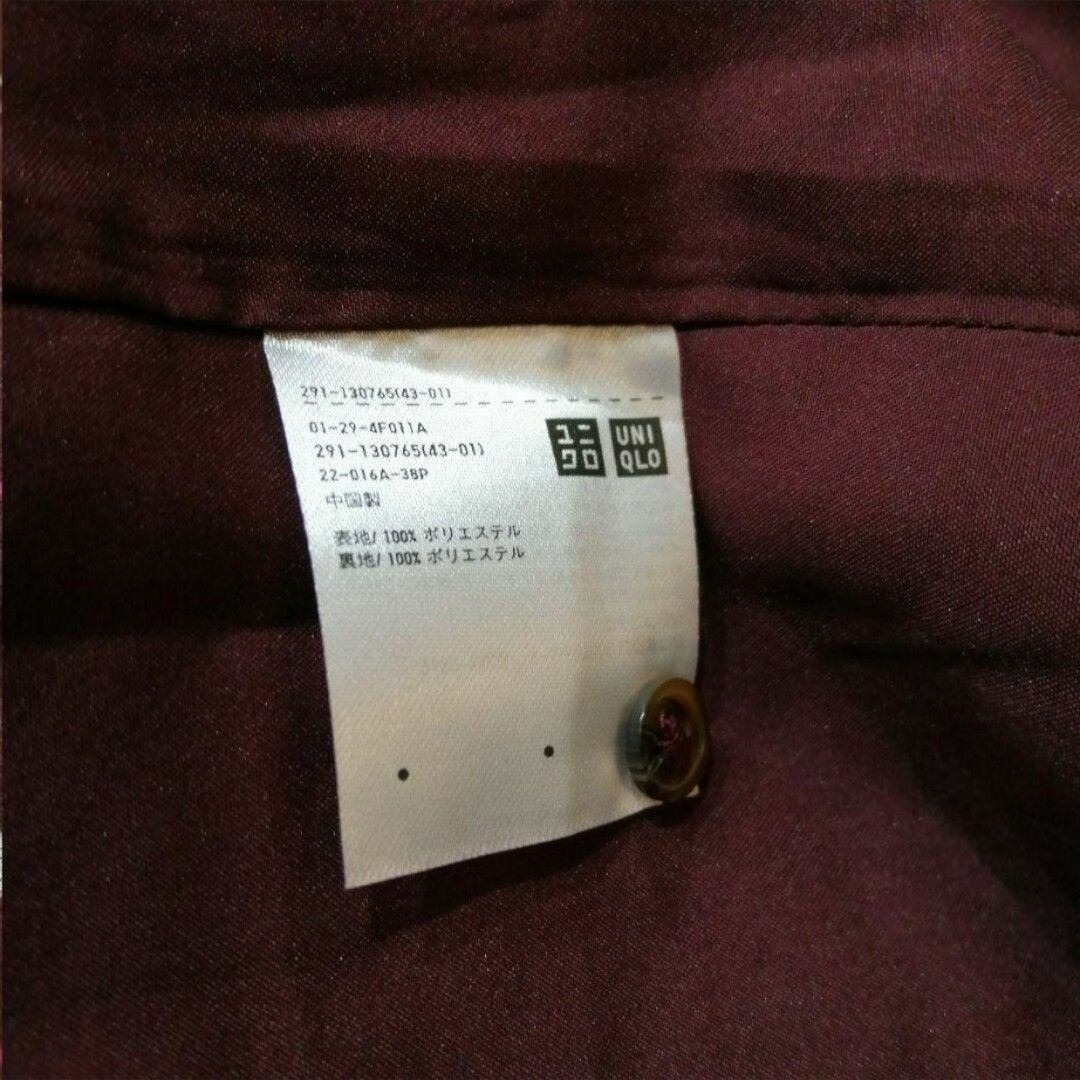 291-130765(43-01)
01-29-4F011A
291-130765(43-01)
22-016A-38P
中国製
表地/ 100% ポリエステル
裏地/ 100% ポリエステル
ユニ
クロ
UNI
QLO